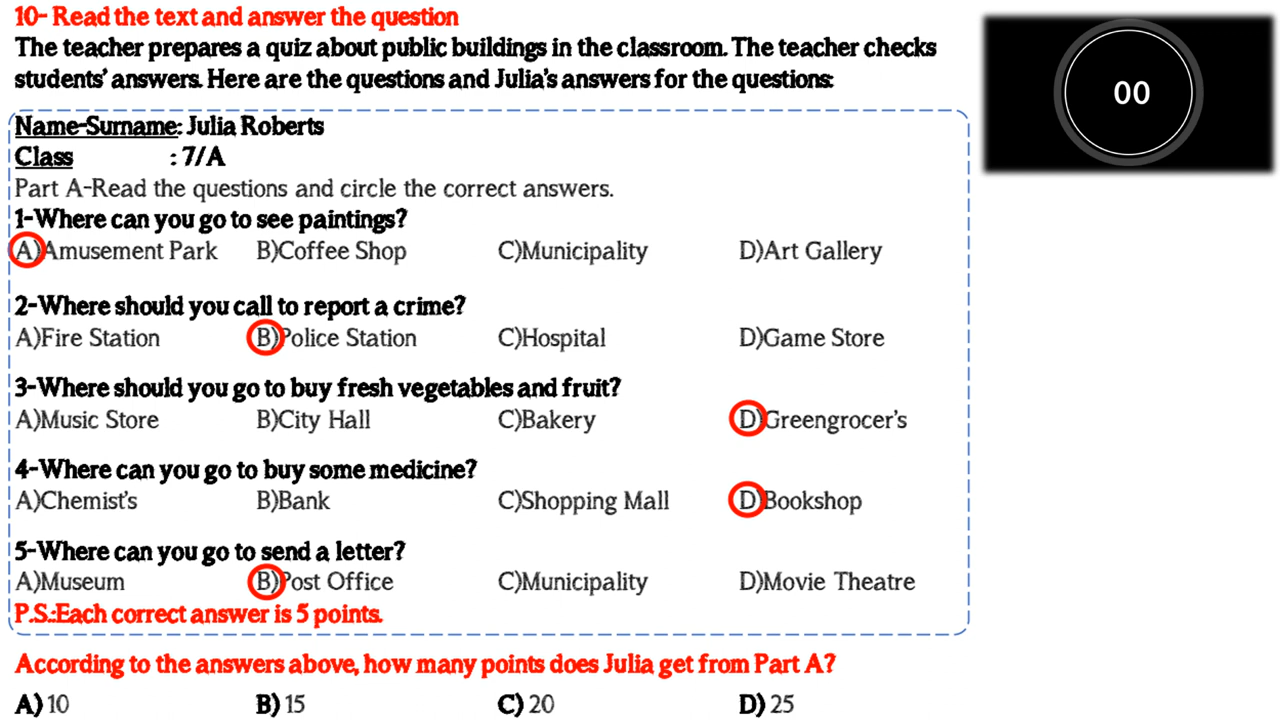 10- Read the text and answer the question
The teacher prepares a quiz about public buildings in the classroom. The teacher checks
students' answers. Here are the questions and Julia's answers for the questions:
00
Name-Surname: Julia Roberts
Class : 7/A
Part A-Read the questions and circle the correct answers.
1-Where can you go to see paintings?
A)Amusement Park B)Coffee Shop C)Municipality D)Art Gallery
2-Where should you call to report a crime?
A)Fire Station B)Police Station C)Hospital D)Game Store
3-Where should you go to buy fresh vegetables and fruit?
A)Music Store B)City Hall C)Bakery D)Greengrocer's
4-Where can you go to buy some medicine?
A)Chemist's B)Bank C)Shopping Mall D)Bookshop
5-Where can you go to send a letter?
A)Museum B)Post Office C)Municipality D)Movie Theatre
P.S.:Each correct answer is 5 points.
According to the answers above, how many points does Julia get from Part A?
A) 10 B) 15 C) 20 D) 25